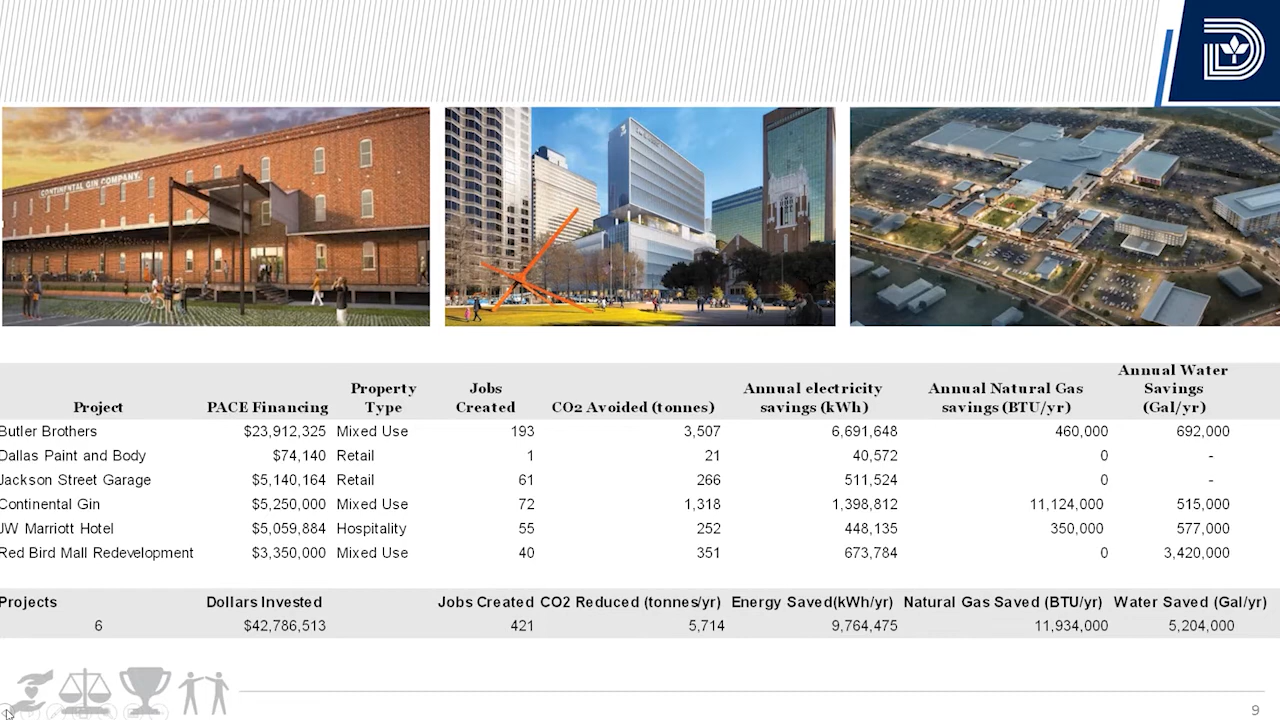 CONTINENTAL GIN COMPANY
Project PACE Financing Property Type Jobs Created CO2 Avoided (tonnes) Annual electricity savings (kWh) Annual Natural Gas savings (BTU/yr) Annual Water Savings (Gal/yr)
Butler Brothers $23,912,325 Mixed Use 193 3,507 6,691,648 460,000 692,000
Dallas Paint and Body $74,140 Retail 1 21 40,572 0 -
Jackson Street Garage $5,140,164 Retail 61 266 511,524 0 -
Continental Gin $5,250,000 Mixed Use 72 1,318 1,398,812 11,124,000 515,000
JW Marriott Hotel $5,059,884 Hospitality 55 252 448,135 350,000 577,000
Red Bird Mall Redevelopment $3,350,000 Mixed Use 40 351 673,784 0 3,420,000
Projects Dollars Invested Jobs Created CO2 Reduced (tonnes/yr) Energy Saved(kWh/yr) Natural Gas Saved (BTU/yr) Water Saved (Gal/yr)
6 $42,786,513 421 5,714 9,764,475 11,934,000 5,204,000
9